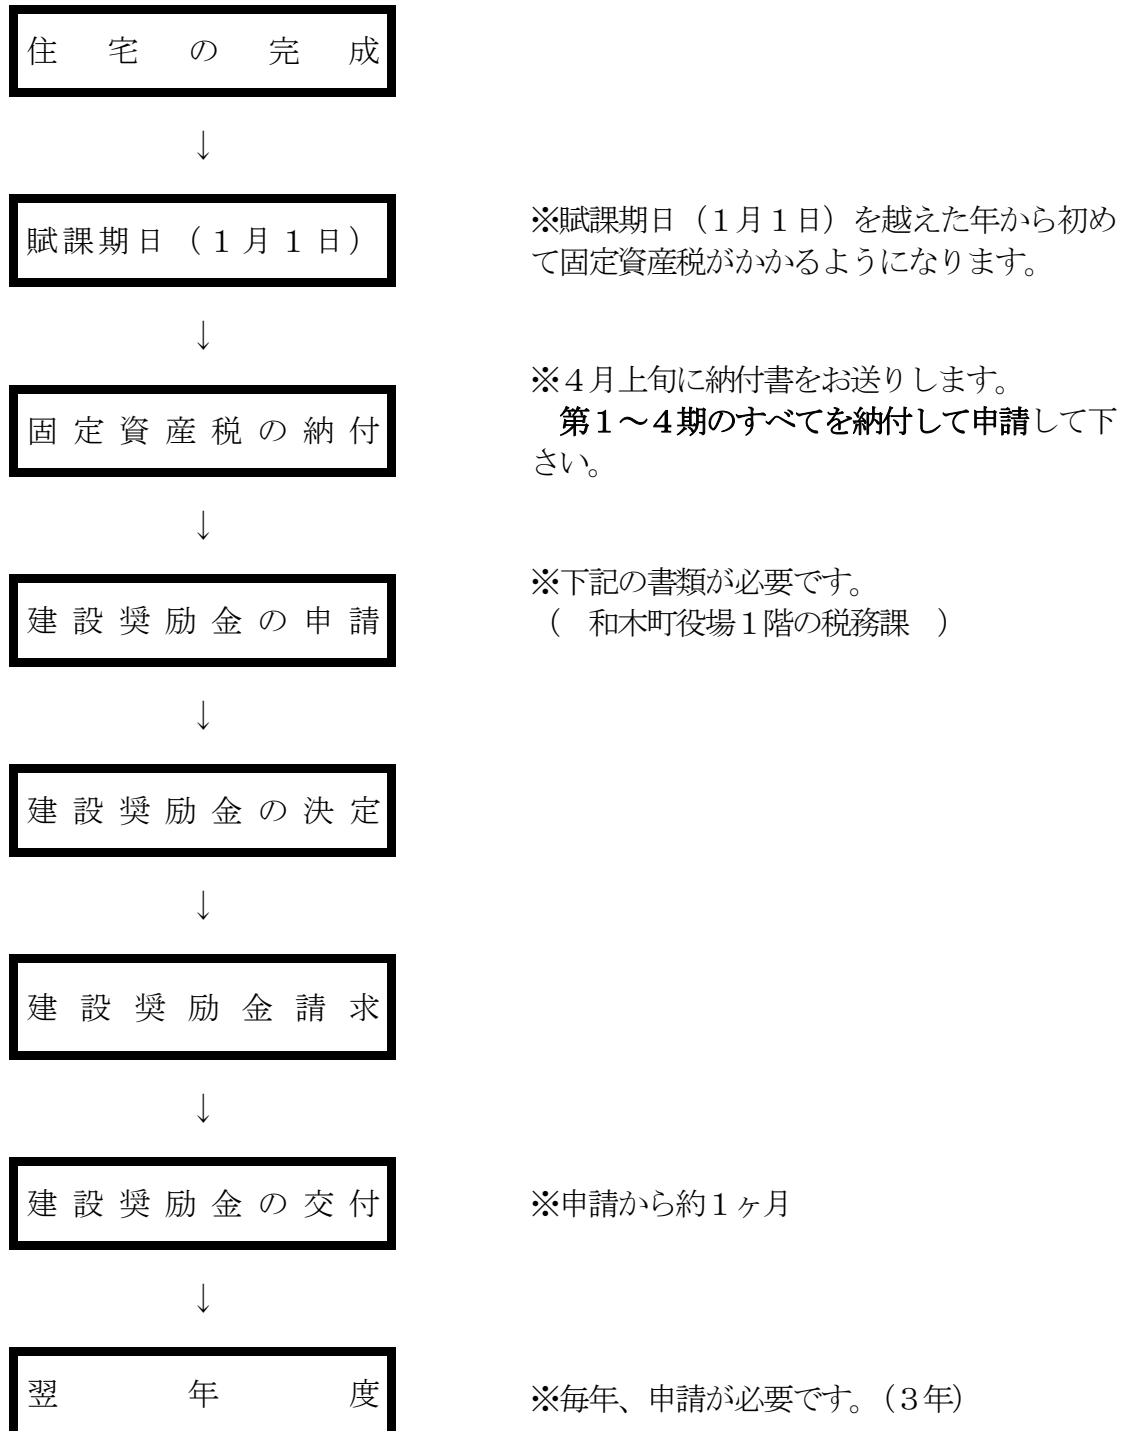 住宅の完成
↓
賦課期日（１月１日）
※賦課期日（１月１日）を越えた年から初め
て固定資産税がかかるようになります。
↓
※４月上旬に納付書をお送りします。
固定資産税の納付
第１～４期のすべてを納付して申請して下
さい。
↓
※下記の書類が必要です。
建設奨励金の申請
（　和木町役場１階の税務課　）
↓
建設奨励金の決定
↓
建設奨励金請求
↓
建設奨励金の交付
※申請から約１ヶ月
↓
翌年度
※毎年、申請が必要です。（３年）